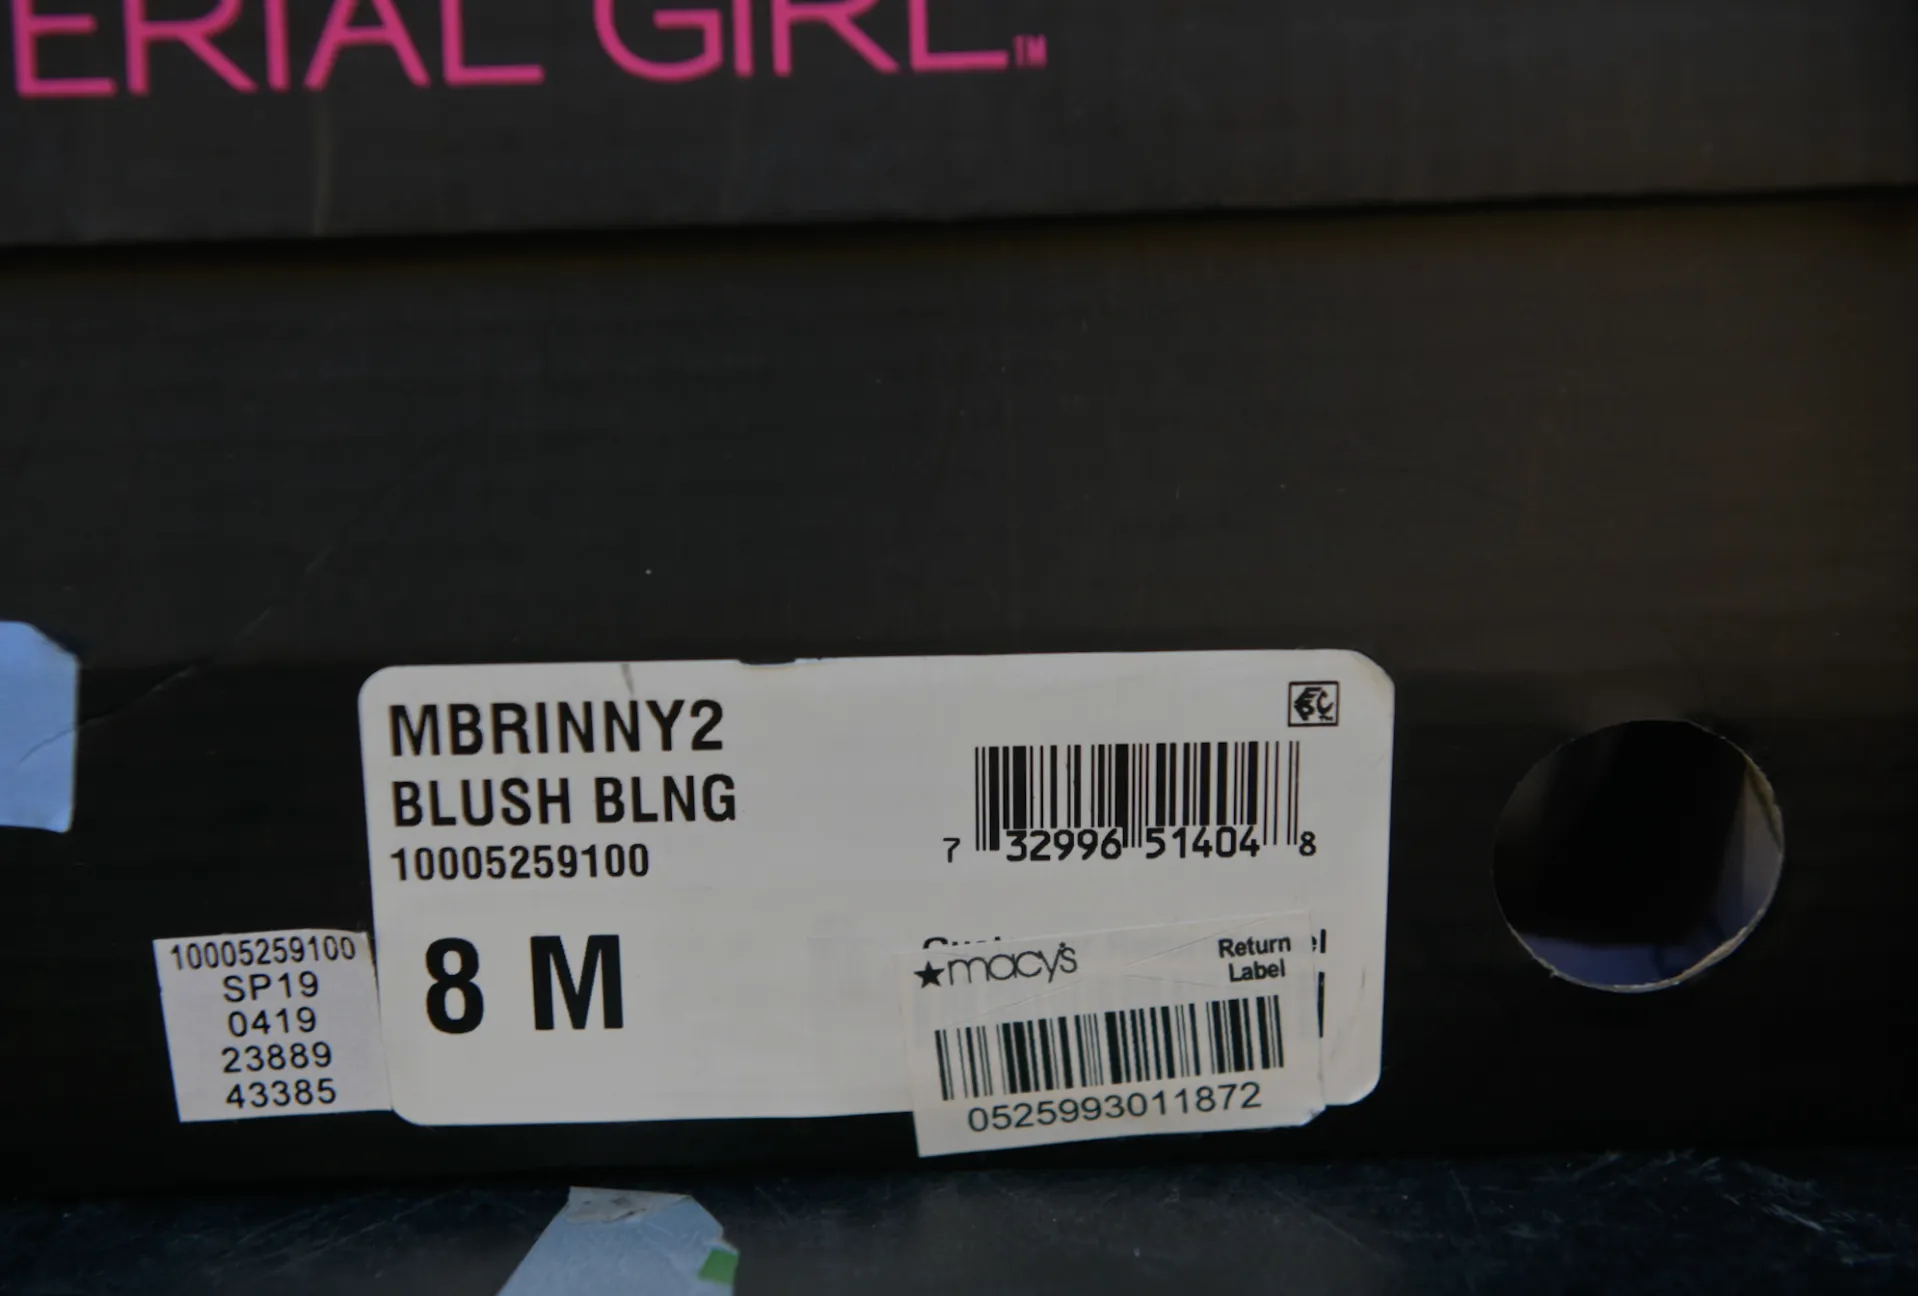 ERIAL GIRL™
MBRINNY2
BLUSH BLNG
10005259100
7 32996 51404 8
8 M
10005259100
SP19
0419
23889
43385
★macy's
Return
Label
0525993011872